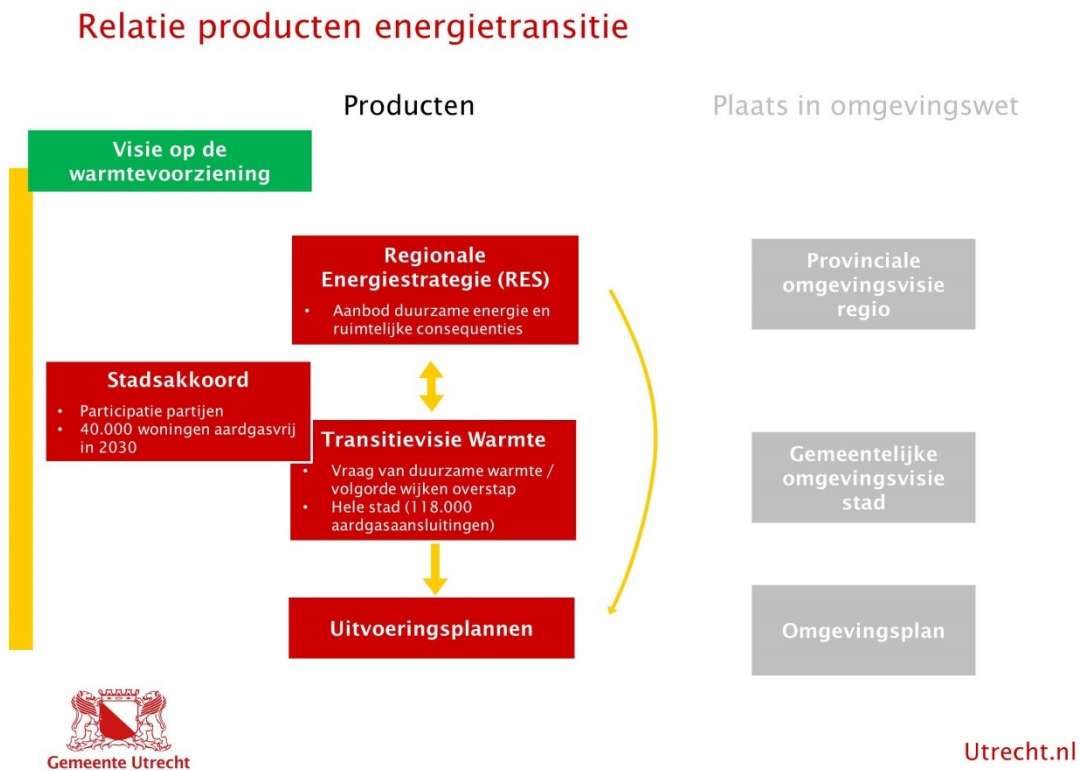 Relatie producten energietransitie
Producten
Plaats in omgevingswet
Visie op de
warmtevoorziening
Regionale
Energiestrategie (RES)
• Aanbod duurzame energie en
ruimtelijke consequenties
Provinciale
omgevingsvisie
regio
Stadsakkoord
• Participatie partijen
• 40.000 woningen aardgasvrij
in 2030
Transitievisie Warmte
• Vraag van duurzame warmte /
volgorde wijken overstap
• Hele stad (118.000
aardgasaansluitingen)
Gemeentelijke
omgevingsvisie
stad
Uitvoeringsplannen
Omgevingsplan
Gemeente Utrecht
Utrecht.nl